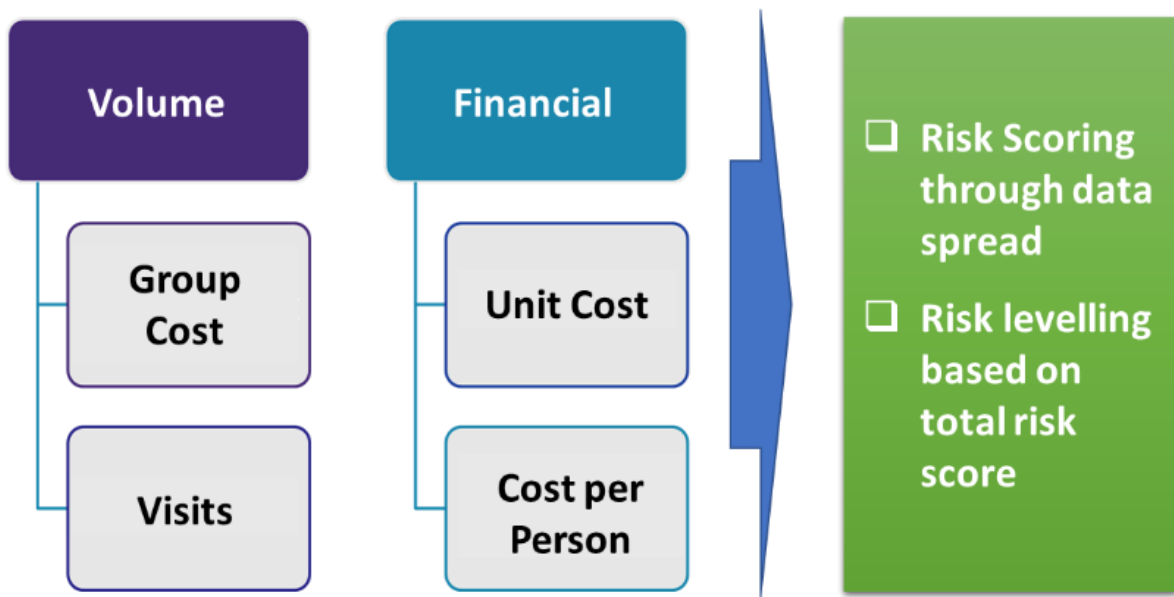 Volume
Group
Cost
Visits
Financial
Unit Cost
Cost per
Person
Risk Scoring
through data
spread
Risk levelling
based on
total risk
score